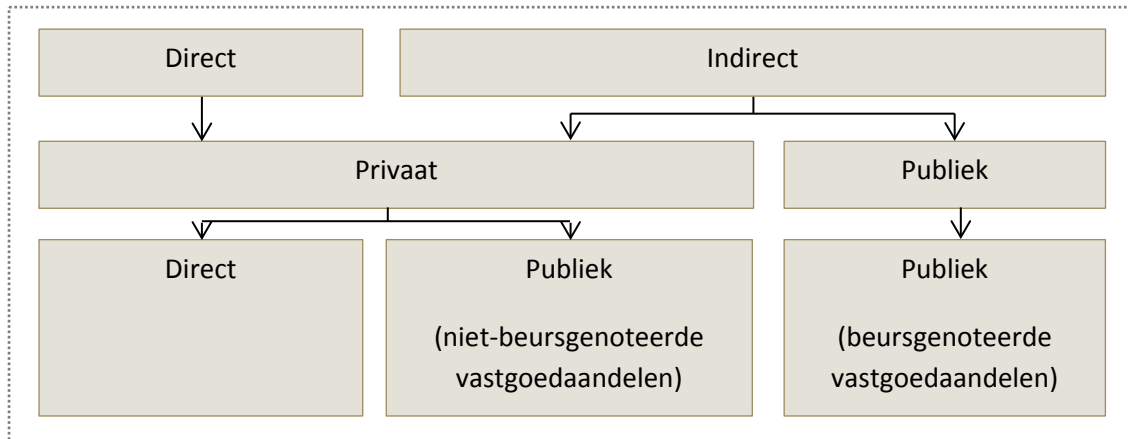 Direct
Indirect
Privaat
Publiek
Direct
Publiek
(niet-beursgenoteerde
vastgoedaandelen)
Publiek
(beursgenoteerde
vastgoedaandelen)